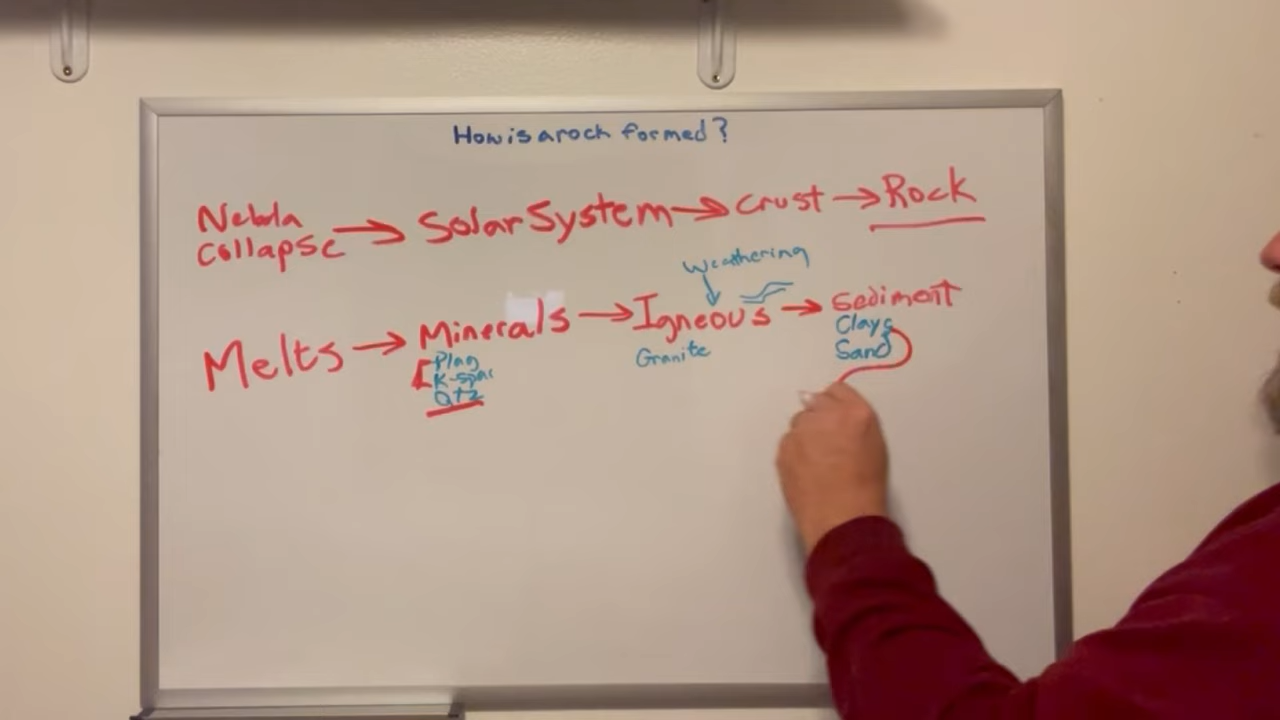 How is a rock formed?
Nebula Collapse → Solar System → Crust → Rock
Weathering
Melts → Minerals → Igneous → Sediment
Plag
K-spar
Qtz
Granite
Clays
Sand